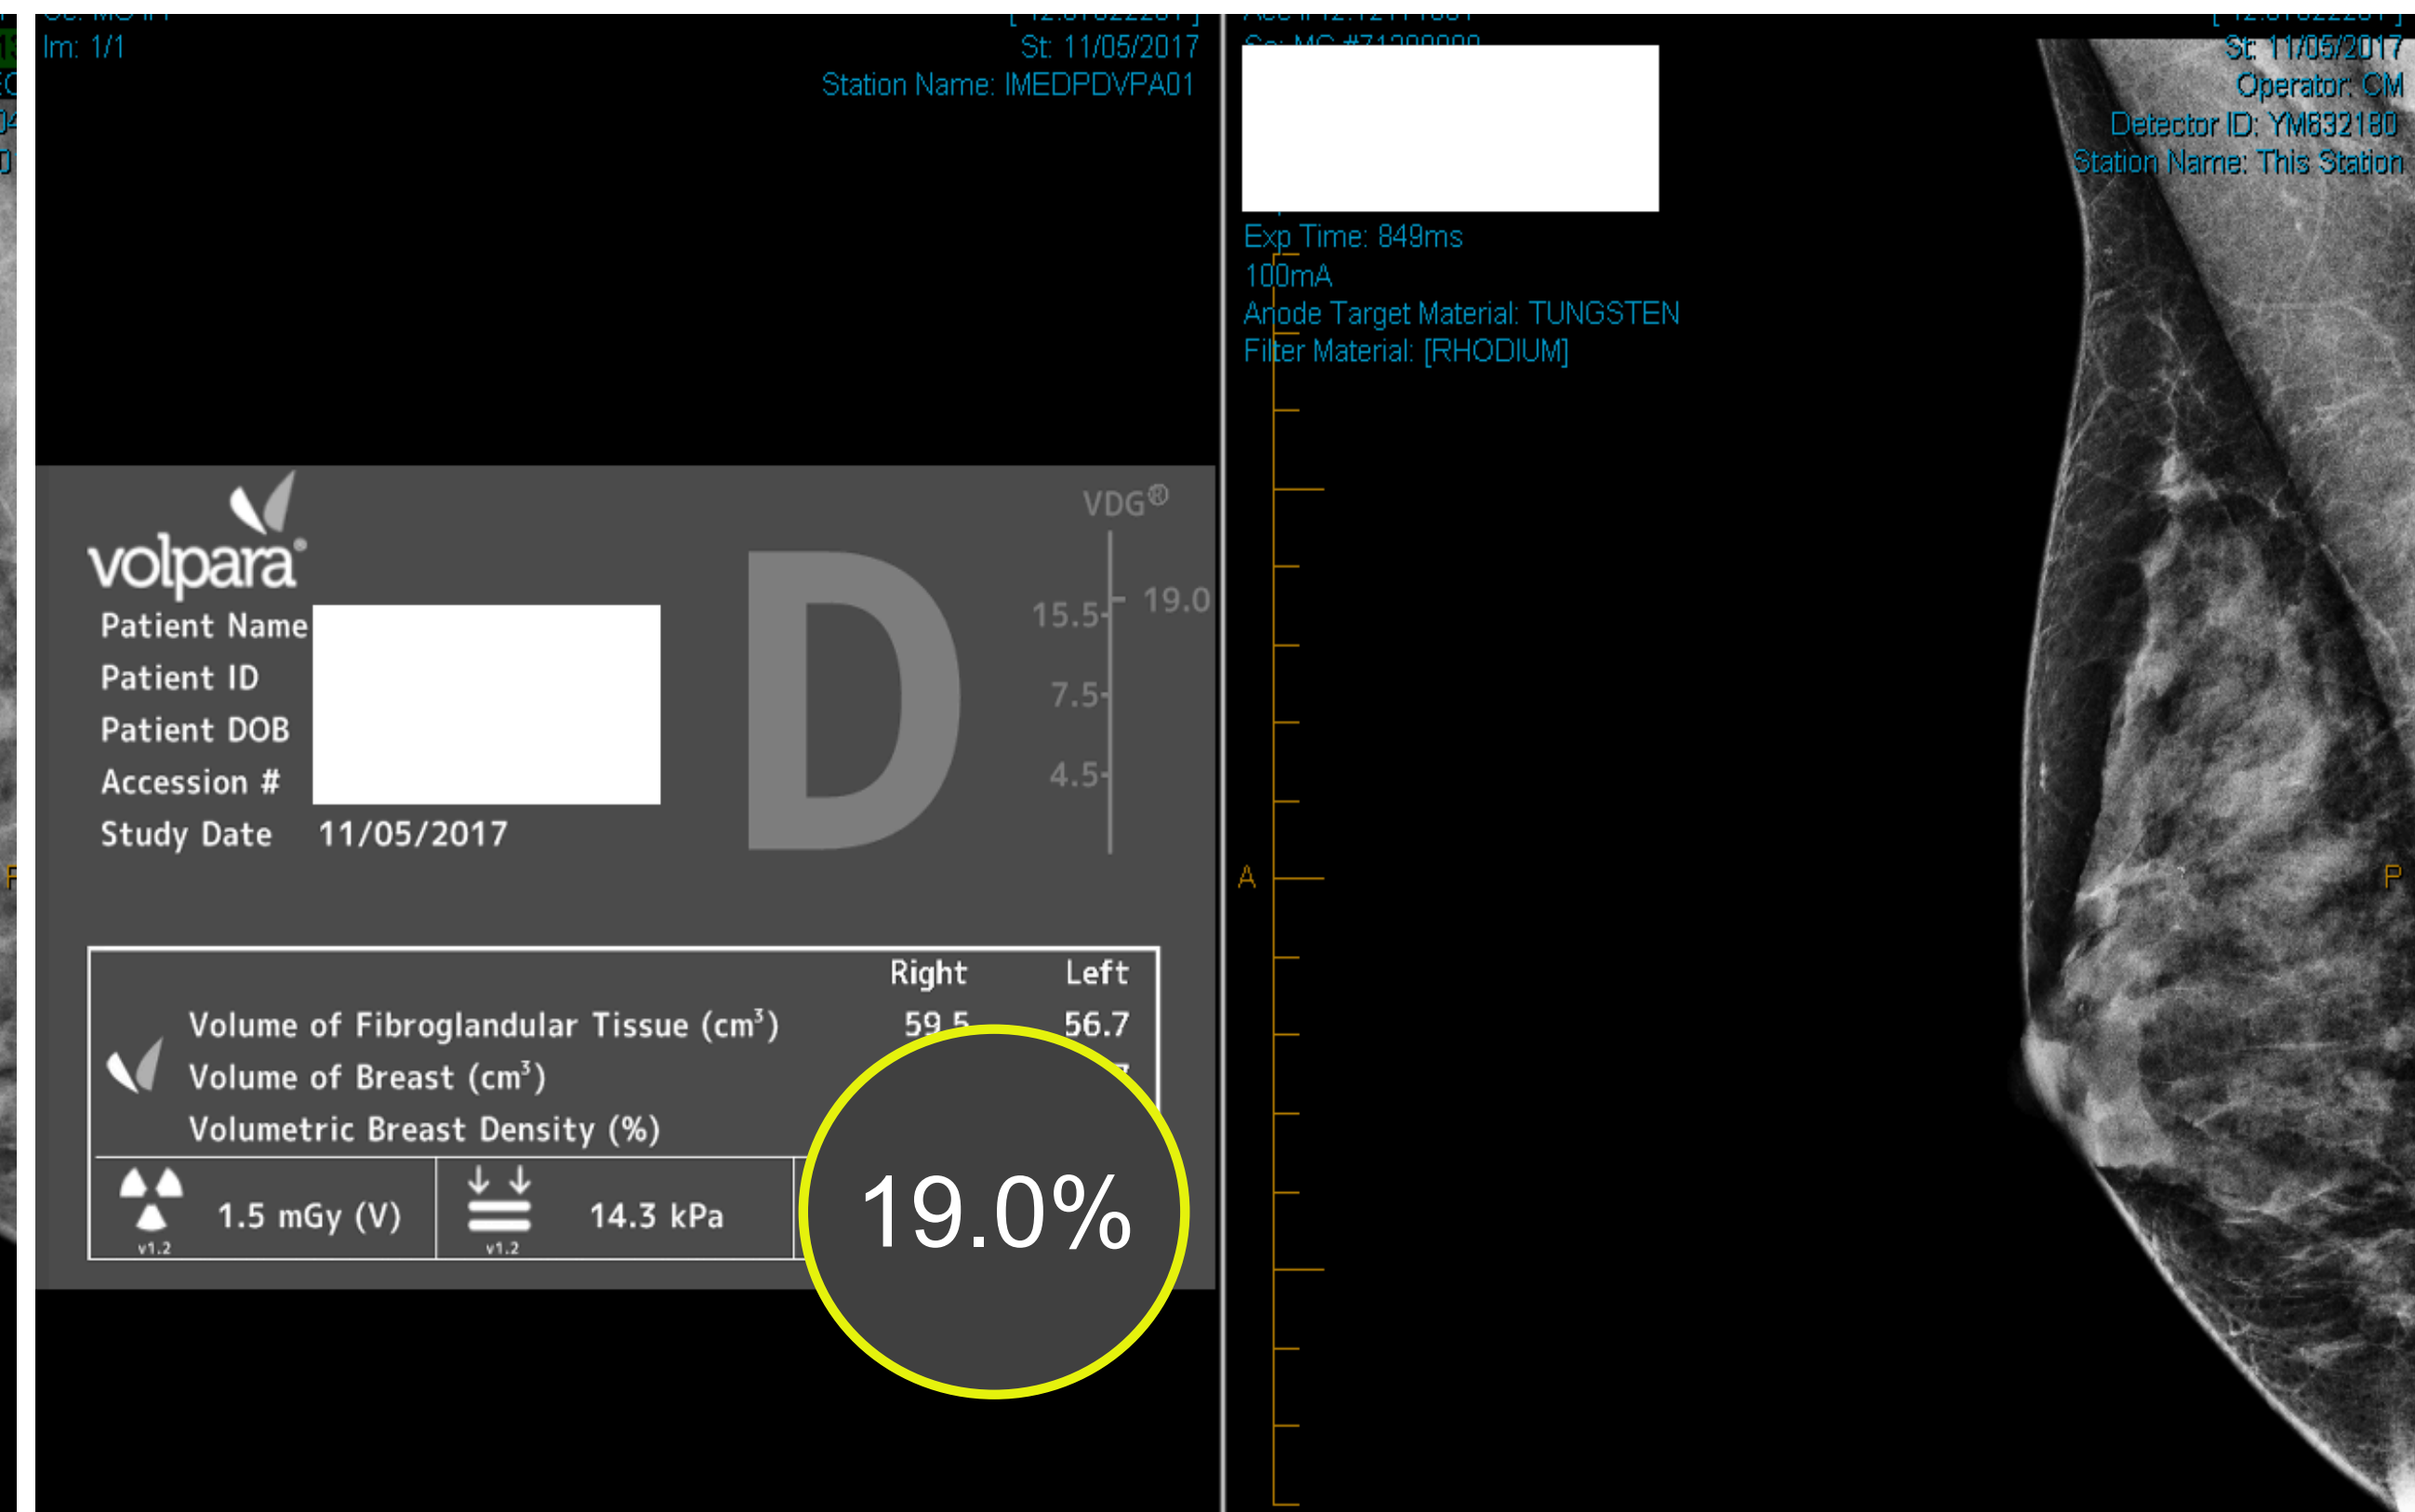 Im: 1/1
St: 11/05/2017
Station Name: IMEDPDVPA01
volpara®
Patient Name
Patient ID
Patient DOB
Accession #
Study Date 11/05/2017
D
VDG®
15.5- 19.0
7.5-
4.5-
Right Left
Volume of Fibroglandular Tissue (cm³) 59.5 56.7
Volume of Breast (cm³)
Volumetric Breast Density (%)
1.5 mGy (V)
v1.2
14.3 kPa
v1.2
19.0%
St: 11/05/2017
Operator: CM
Detector ID: YM632180
Station Name: This Station
Exp Time: 849ms
100mA
Anode Target Material: TUNGSTEN
Filter Material: [RHODIUM]
A
P